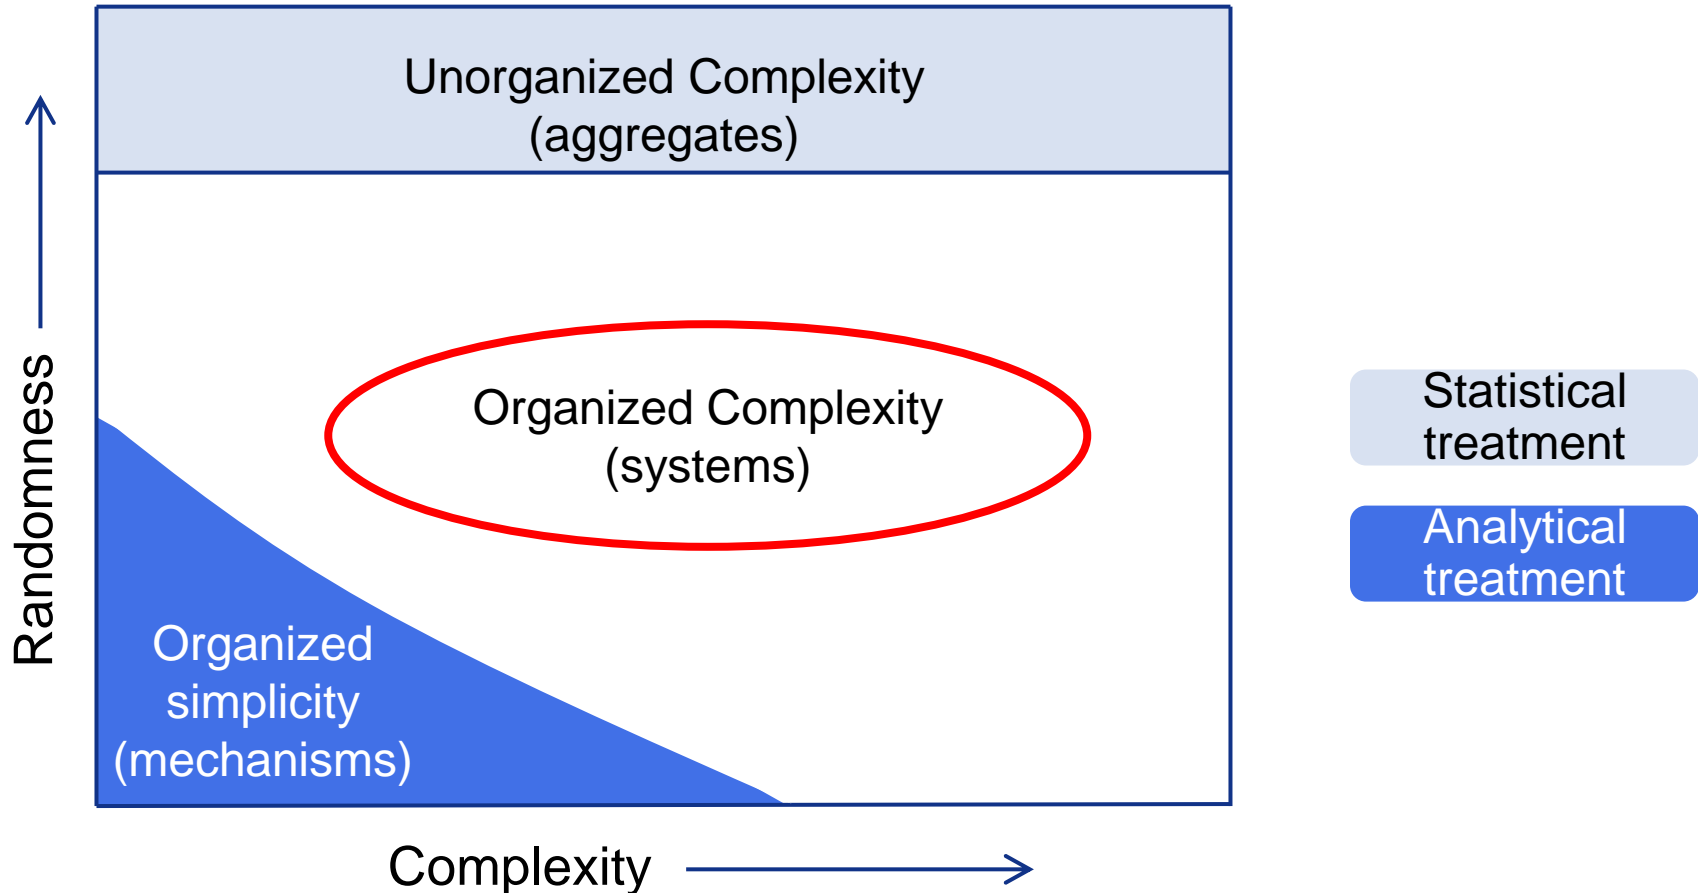 Unorganized Complexity
(aggregates)
Randomness
Organized Complexity
(systems)
Statistical
treatment
Analytical
treatment
Organized
simplicity
(mechanisms)
Complexity